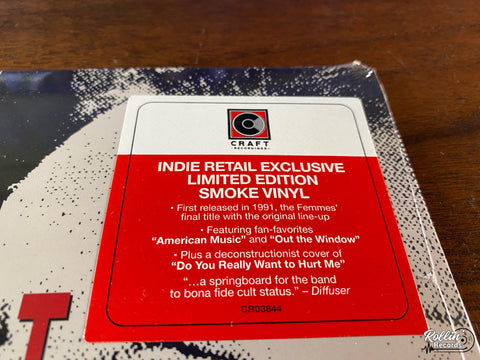 CRAFT
RECORDINGS
INDIE RETAIL EXCLUSIVE
LIMITED EDITION
SMOKE VINYL
• First released in 1991, the Femmes'
final title with the original line-up
• Featuring fan-favorites
“American Music” and “Out the Window”
• Plus a deconstructionist cover of
“Do You Really Want to Hurt Me”
“...a springboard for the band
to bona fide cult status.” – Diffuser
CR03844
T
Rollin
Records